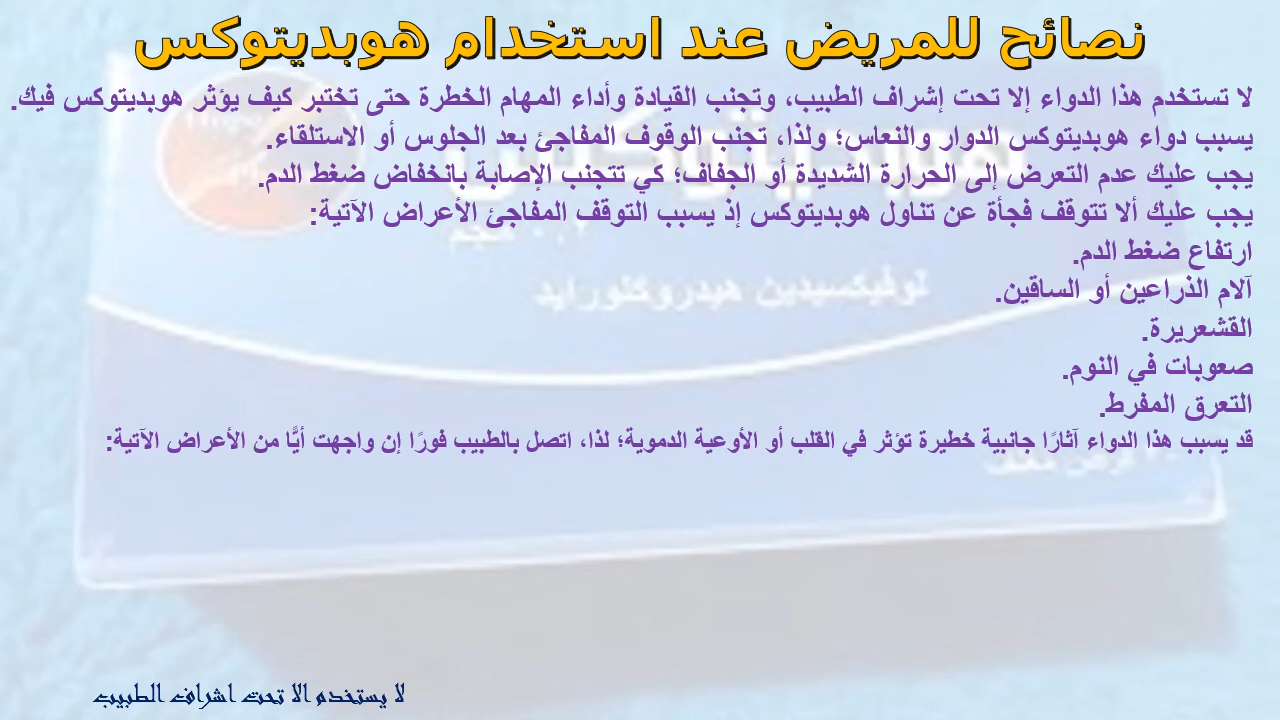 نصائح للمريض عند استخدام هوبديتوكس
لا تستخدم هذا الدواء إلا تحت إشراف الطبيب، وتجنب القيادة وأداء المهام الخطرة حتى تختبر كيف يؤثر هوبديتوكس فيك.
يسبب دواء هوبديتوكس الدوار والنعاس؛ ولذا، تجنب الوقوف المفاجئ بعد الجلوس أو الاستلقاء.
يجب عليك عدم التعرض إلى الحرارة الشديدة أو الجفاف؛ كي تتجنب الإصابة بانخفاض ضغط الدم.
يجب عليك ألا تتوقف فجأة عن تناول هوبديتوكس إذ يسبب التوقف المفاجئ الأعراض الآتية:
ارتفاع ضغط الدم.
آلام الذراعين أو الساقين.
القشعريرة.
صعوبات في النوم.
التعرق المفرط.
قد يسبب هذا الدواء آثارًا جانبية خطيرة تؤثر في القلب أو الأوعية الدموية؛ لذا، اتصل بالطبيب فورًا إن واجهت أيًّا من الأعراض الآتية:
هوبديتوكس
لوفيكسيدين هيدروكلورايد
قرص مغلف
لا يستخدم الا تحت اشراف الطبيب